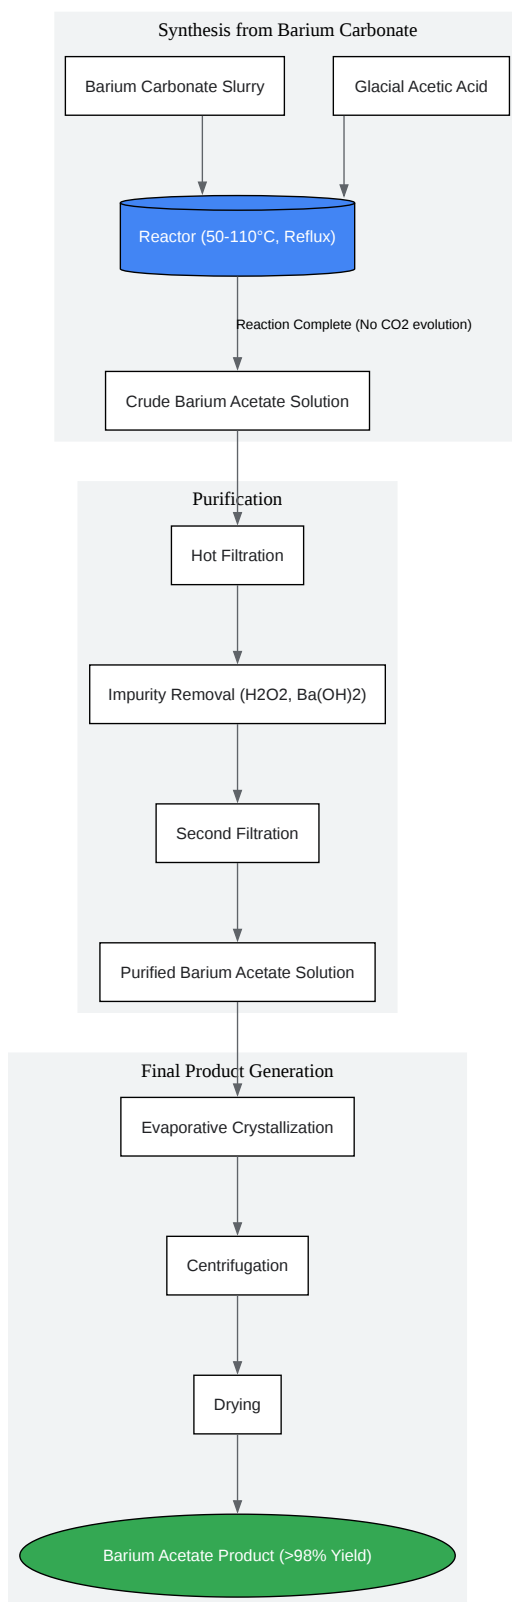 Synthesis from Barium Carbonate
Barium Carbonate Slurry
Glacial Acetic Acid
Reactor (50-110°C, Reflux)
Reaction Complete (No CO2 evolution)
Crude Barium Acetate Solution
Purification
Hot Filtration
Impurity Removal (H2O2, Ba(OH)2)
Second Filtration
Purified Barium Acetate Solution
Final Product Generation
Evaporative Crystallization
Centrifugation
Drying
Barium Acetate Product (>98% Yield)